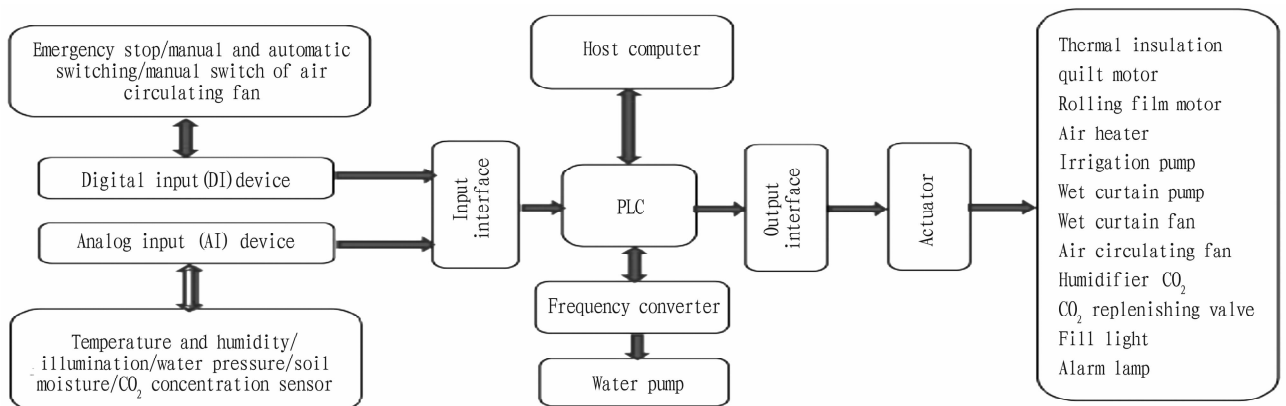 Emergency stop/manual and automatic
switching/manual switch of air
circulating fan
Digital input(DI)device
Analog input (AI) device
Temperature and humidity/
illumination/water pressure/soil
moisture/CO₂ concentration sensor
Input
interface
Host computer
PLC
Frequency converter
Water pump
Output
interface
Actuator
Thermal insulation
quilt motor
Rolling film motor
Air heater
Irrigation pump
Wet curtain pump
Wet curtain fan
Air circulating fan
Humidifier CO₂
CO₂ replenishing valve
Fill light
Alarm lamp